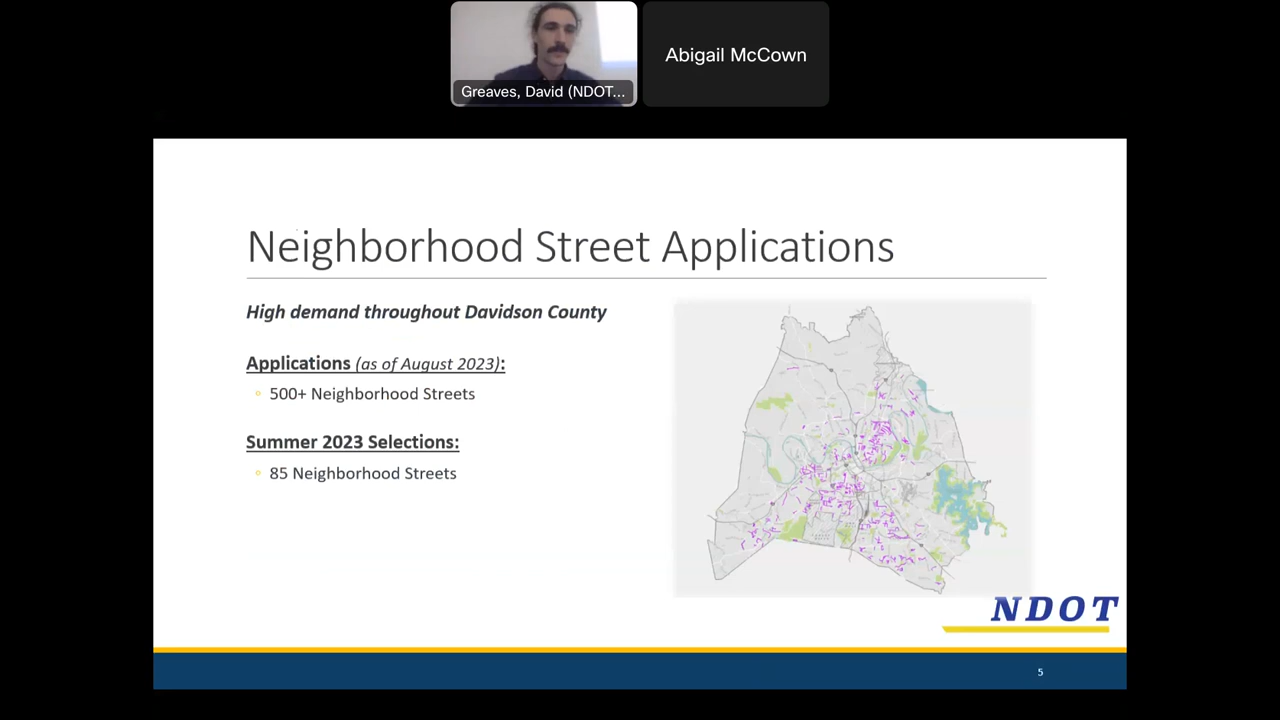 Greaves, David (NDOT...
Abigail McCown
Neighborhood Street Applications
High demand throughout Davidson County
Applications (as of August 2023):
500+ Neighborhood Streets
Summer 2023 Selections:
85 Neighborhood Streets
NDOT
5